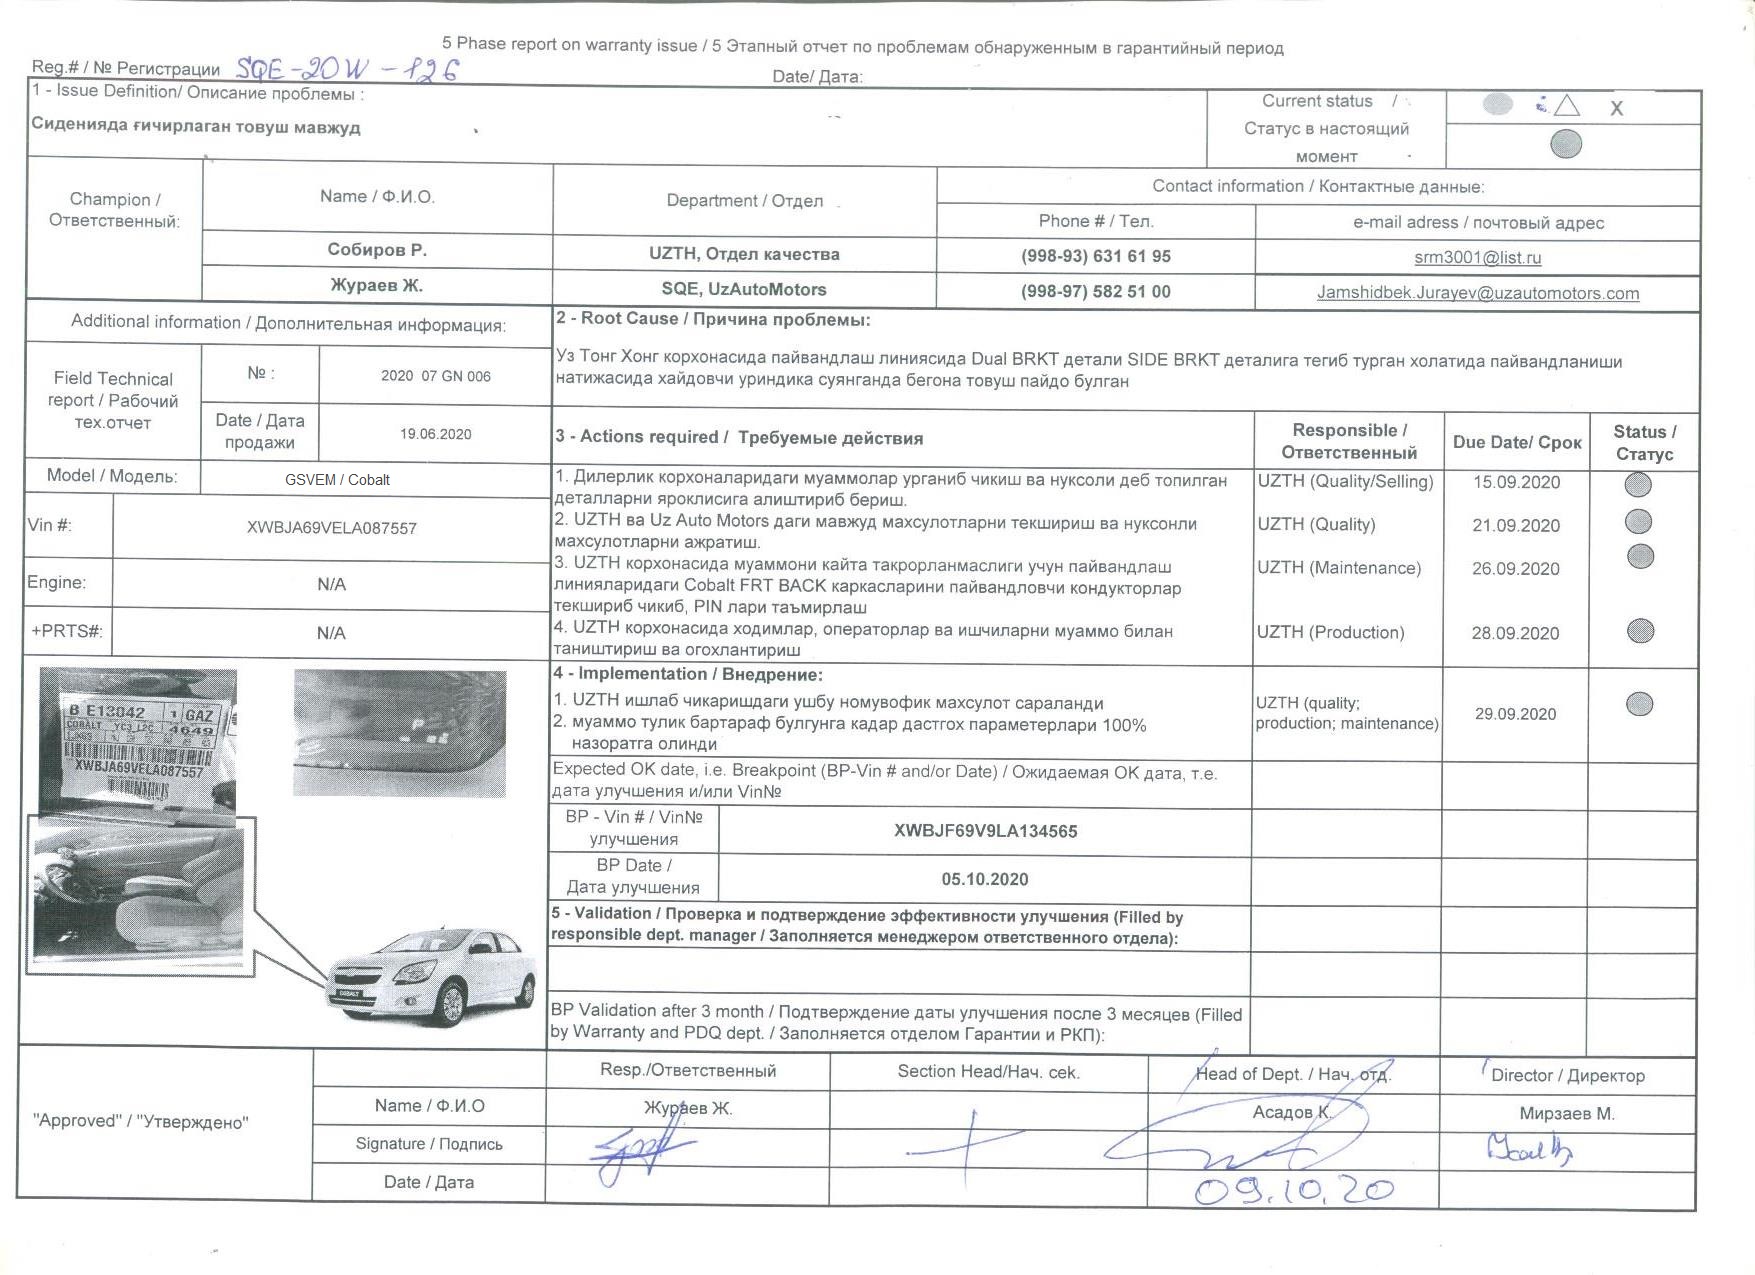 5 Phase report on warranty issue / 5 Этапный отчет по проблемам обнаруженным в гарантийный период
Reg.# / № Регистрации SQE-20W-126
Date/ Дата:
1 - Issue Definition/ Описание проблемы :
Сиденияда ғичирлаган товуш мавжуд
Current status /
Статус в настоящий
момент
X
Champion /
Ответственный:
Name / Ф.И.О.
Department / Отдел
Contact information / Контактные данные:
Phone # / Тел.
e-mail adress / почтовый адрес
Собиров Р.
UZTH, Отдел качества
(998-93) 631 61 95
srm3001@list.ru
Жураев Ж.
SQE, UzAutoMotors
(998-97) 582 51 00
Jamshidbek.Jurayev@uzautomotors.com
Additional information / Дополнительная информация:
Field Technical
report / Рабочий
тех.отчет
№ :
2020 07 GN 006
Date / Дата
продажи
19.06.2020
Model / Модель:
GSVEM / Cobalt
Vin #:
XWBJA69VELA087557
Engine:
N/A
+PRTS#:
N/A
B E13042 1 GAZ
COBALT YC3 L2C 4649
XWBJA69VELA087557
COBALT
2 - Root Cause / Причина проблемы:
Уз Тонг Хонг корхонасида пайвандлаш линиясида Dual BRKT детали SIDE BRKT деталига тегиб турган холатида пайвандланиши
натижасида хайдовчи уриндика суянганда бегона товуш пайдо булган
3 - Actions required / Требуемые действия
Responsible /
Ответственный
Due Date/ Срок
Status /
Статус
1. Дилерлик корхоналаридаги муаммолар урганиб чикиш ва нуксоли деб топилган
деталларни яроклисига алиштириб бериш.
UZTH (Quality/Selling)
15.09.2020
2. UZTH ва Uz Auto Motors даги мавжуд махсулотларни текшириш ва нуксонли
махсулотларни ажратиш.
UZTH (Quality)
21.09.2020
3. UZTH корхонасида муаммони кайта такрорланмаслиги учун пайвандлаш
линияларидаги Cobalt FRT BACK каркасларини пайвандловчи кондукторлар
текшириб чикиб, PIN лари таъмирлаш
UZTH (Maintenance)
26.09.2020
4. UZTH корхонасида ходимлар, операторлар ва ишчиларни муаммо билан
таништириш ва огохлантириш
UZTH (Production)
28.09.2020
4 - Implementation / Внедрение:
1. UZTH ишлаб чикаришдаги ушбу номувофик махсулот сараланди
2. муаммо тулик бартараф булгунга кадар дастгох параметерлари 100%
назоратга олинди
UZTH (quality;
production; maintenance)
29.09.2020
Expected OK date, i.e. Breakpoint (BP-Vin # and/or Date) / Ожидаемая ОК дата, т.е.
дата улучшения и/или Vin№
BP - Vin # / Vin№
улучшения
XWBJF69V9LA134565
BP Date /
Дата улучшения
05.10.2020
5 - Validation / Проверка и подтверждение эффективности улучшения (Filled by
responsible dept. manager / Заполняется менеджером ответственного отдела):
BP Validation after 3 month / Подтверждение даты улучшения после 3 месяцев (Filled
by Warranty and PDQ dept. / Заполняется отделом Гарантии и РКП):
"Approved" / "Утверждено"
Resp./Ответственный
Section Head/Нач. сек.
Head of Dept. / Нач. отд.
Director / Директор
Name / Ф.И.О
Жураев Ж.
Асадов К.
Мирзаев М.
Signature / Подпись
Date / Дата
09.10.20